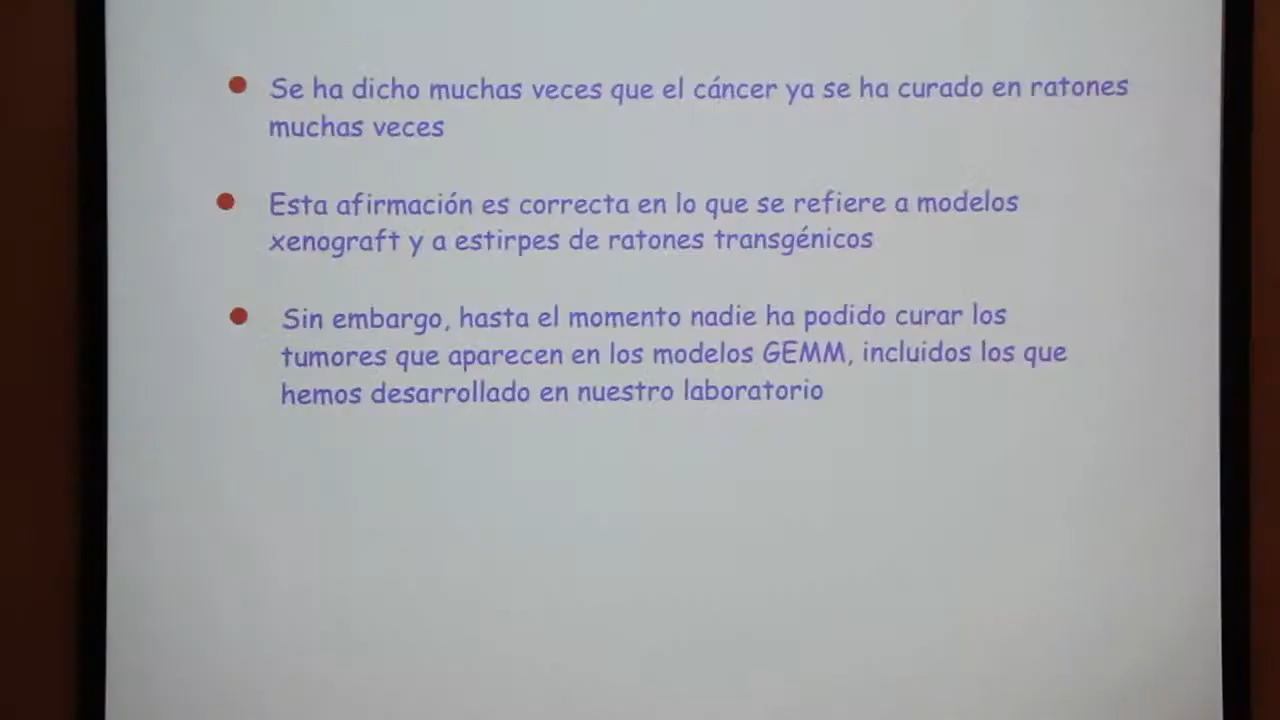 Se ha dicho muchas veces que el cáncer ya se ha curado en ratones
muchas veces
Esta afirmación es correcta en lo que se refiere a modelos
xenograft y a estirpes de ratones transgénicos
Sin embargo, hasta el momento nadie ha podido curar los
tumores que aparecen en los modelos GEMM, incluidos los que
hemos desarrollado en nuestro laboratorio